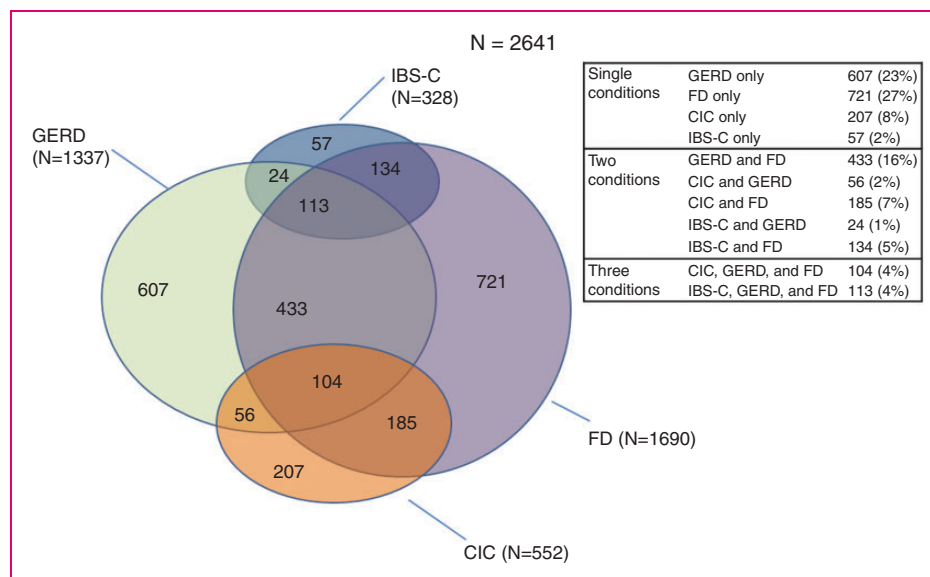 N = 2641
IBS-C
(N=328)
GERD
(N=1337)
57
24
134
113
607
433
721
104
56
185
207
FD (N=1690)
CIC (N=552)
Single conditions
GERD only 607 (23%)
FD only 721 (27%)
CIC only 207 (8%)
IBS-C only 57 (2%)
Two conditions
GERD and FD 433 (16%)
CIC and GERD 56 (2%)
CIC and FD 185 (7%)
IBS-C and GERD 24 (1%)
IBS-C and FD 134 (5%)
Three conditions
CIC, GERD, and FD 104 (4%)
IBS-C, GERD, and FD 113 (4%)